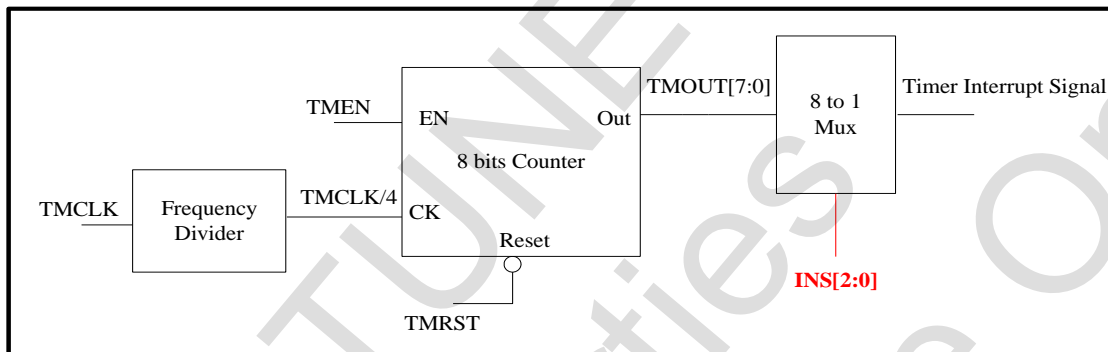 TMEN
EN
8 bits Counter
Out
TMOUT[7:0]
8 to 1
Mux
Timer Interrupt Signal
TMCLK
Frequency
Divider
TMCLK/4
CK
Reset
TMRST
INS[2:0]
TUNE